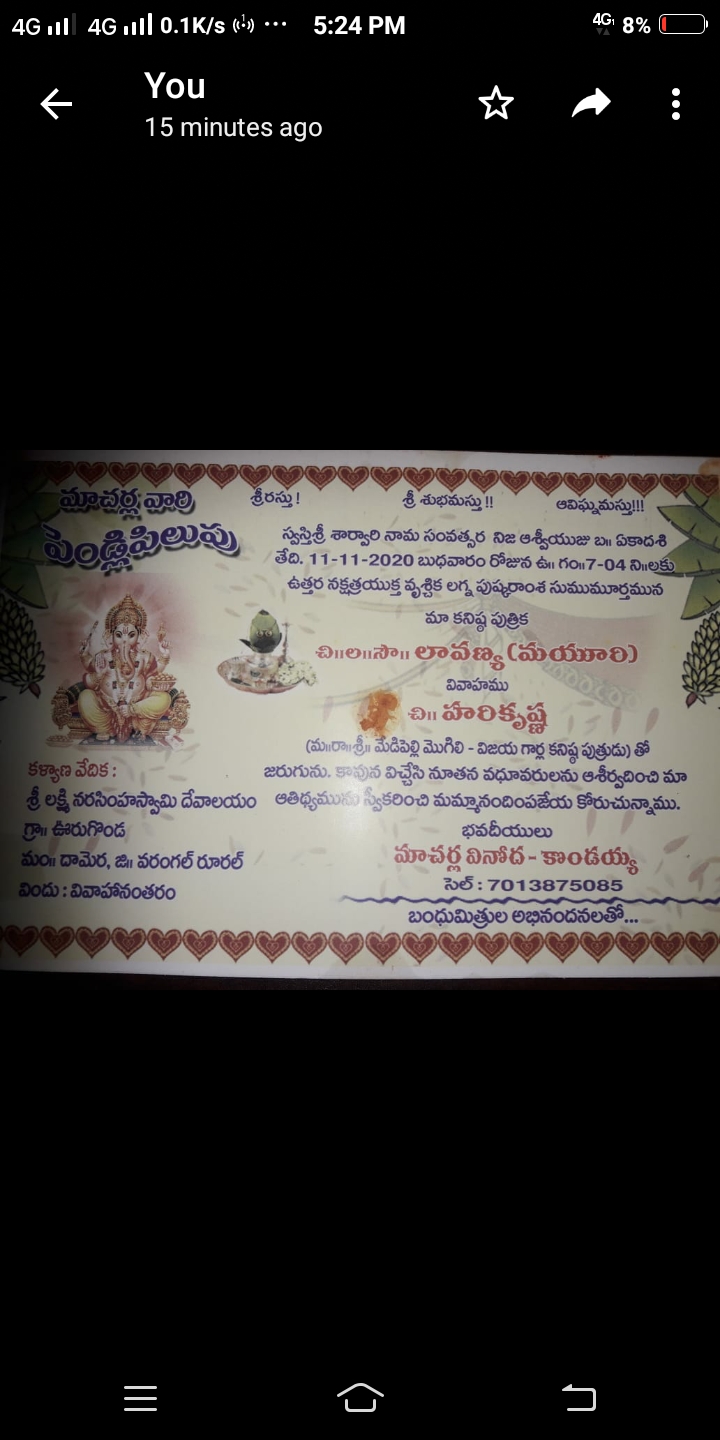 4G 4G 0.1K/s 5:24 PM 4G 8%
You
15 minutes ago
మాచర్ల వారి
పెండ్లిపిలుపు
శ్రీరస్తు !
శ్రీ శుభమస్తు !!
ఆవిఘ్నమస్తు!!!
స్వస్తిశ్రీ శార్వారి నామ సంవత్సర నిజ ఆశ్వీయుజు బ॥ ఏకాదశి
తేది. 11-11-2020 బుధవారం రోజున ఉ॥ గం॥7-04 ని॥లకు
ఉత్తర నక్షత్రయుక్త వృశ్చిక లగ్న పుష్కరాంశ సుముమూర్తమున
మా కనిష్ఠ పుత్రిక
చి॥ల॥సౌ॥ లావణ్య (మయూరి)
వివాహము
చి॥ హరికృష్ణ
(మ॥రా॥శ్రీ॥ మేడిపెల్లి మొగిలి - విజయ గార్ల కనిష్ఠ పుత్రుడు) తో
జరుగును. కావున విచ్చేసి నూతన వధూవరులను ఆశీర్వదించి మా
ఆతిథ్యమును స్వీకరించి మమ్మానందింపజేయ కోరుచున్నాము.
భవదీయులు
మాచర్ల వినోద - కొండయ్య
సెల్ : 7013875085
బంధుమిత్రుల అభినందనలతో...
కళ్యాణ వేదిక :
శ్రీ లక్ష్మి నరసింహస్వామి దేవాలయం
గ్రా॥ ఊరుగొండ
మం॥ దామెర, జి॥ వరంగల్ రూరల్
విందు : వివాహానంతరం